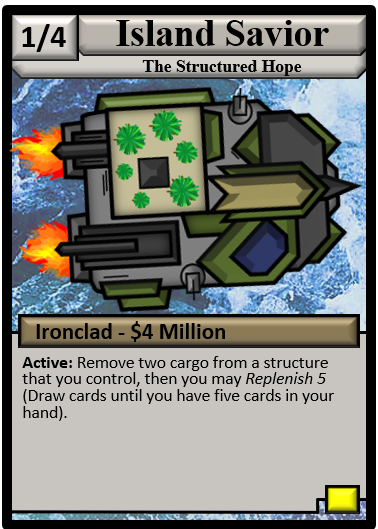 1/4
Island Savior
The Structured Hope
Ironclad - $4 Million
Active: Remove two cargo from a structure
that you control, then you may Replenish 5
(Draw cards until you have five cards in your
hand).